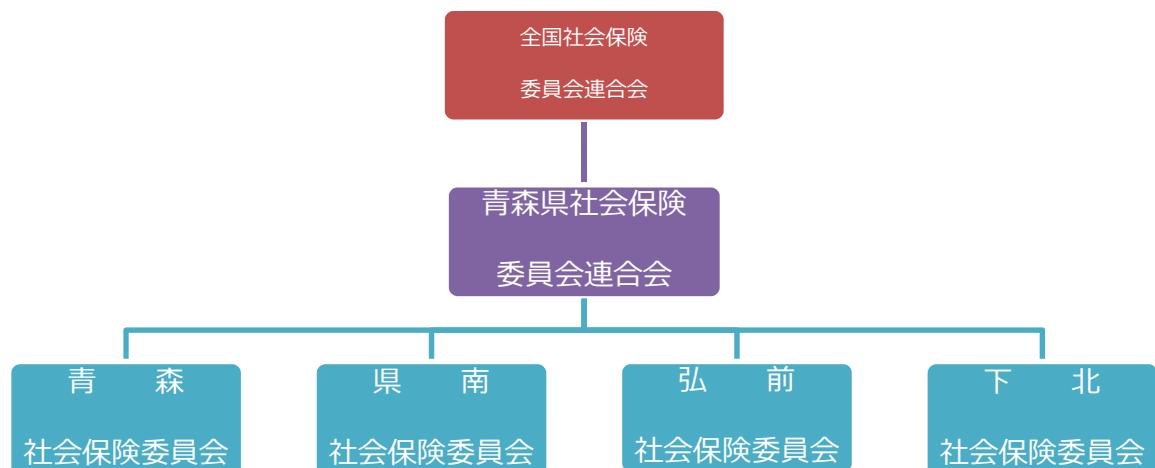 全国社会保険
委員会連合会
青森県社会保険
委員会連合会
青　　森
社会保険委員会
県　　南
社会保険委員会
弘　　前
社会保険委員会
下　　北
社会保険委員会